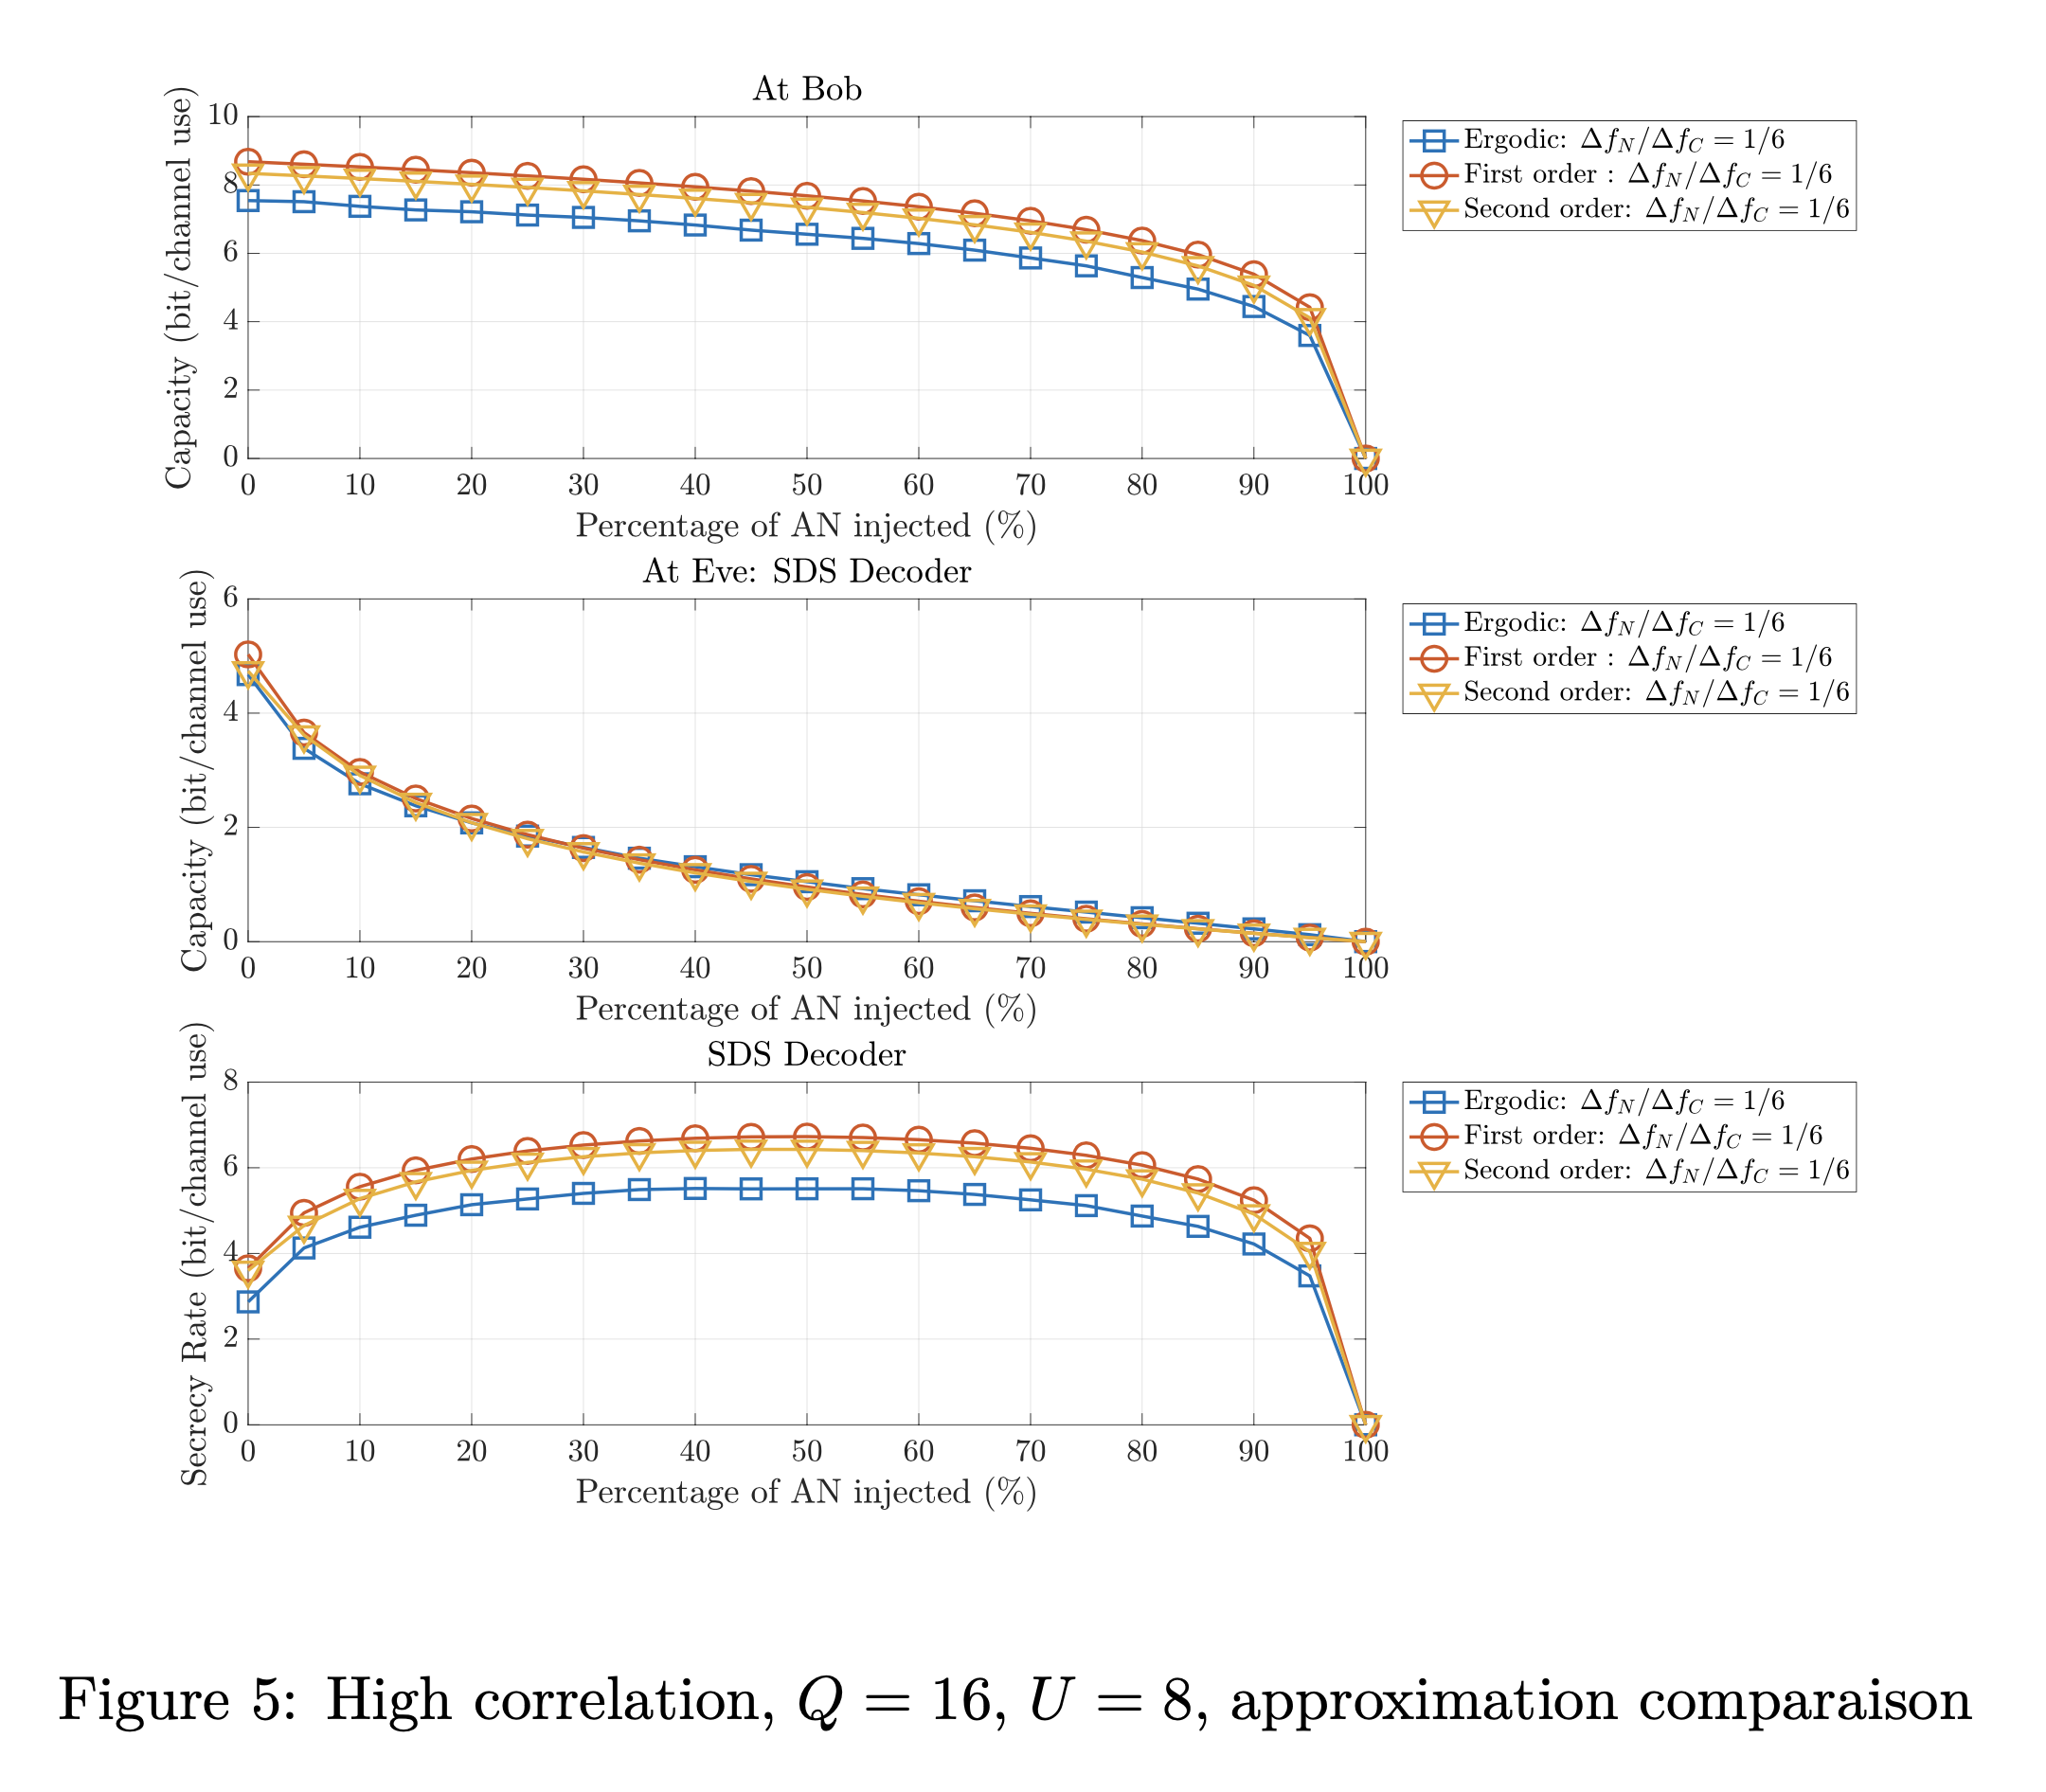 At Bob
Capacity (bit/channel use)
10
8
6
4
2
0
0 10 20 30 40 50 60 70 80 90 100
Percentage of AN injected (%)
Ergodic: Δf_N/Δf_C = 1/6
First order : Δf_N/Δf_C = 1/6
Second order: Δf_N/Δf_C = 1/6
At Eve: SDS Decoder
Capacity (bit/channel use)
6
4
2
0
0 10 20 30 40 50 60 70 80 90 100
Percentage of AN injected (%)
Ergodic: Δf_N/Δf_C = 1/6
First order : Δf_N/Δf_C = 1/6
Second order: Δf_N/Δf_C = 1/6
SDS Decoder
Secrecy Rate (bit/channel use)
8
6
4
2
0
0 10 20 30 40 50 60 70 80 90 100
Percentage of AN injected (%)
Ergodic: Δf_N/Δf_C = 1/6
First order: Δf_N/Δf_C = 1/6
Second order: Δf_N/Δf_C = 1/6
Figure 5: High correlation, Q = 16, U = 8, approximation comparaison